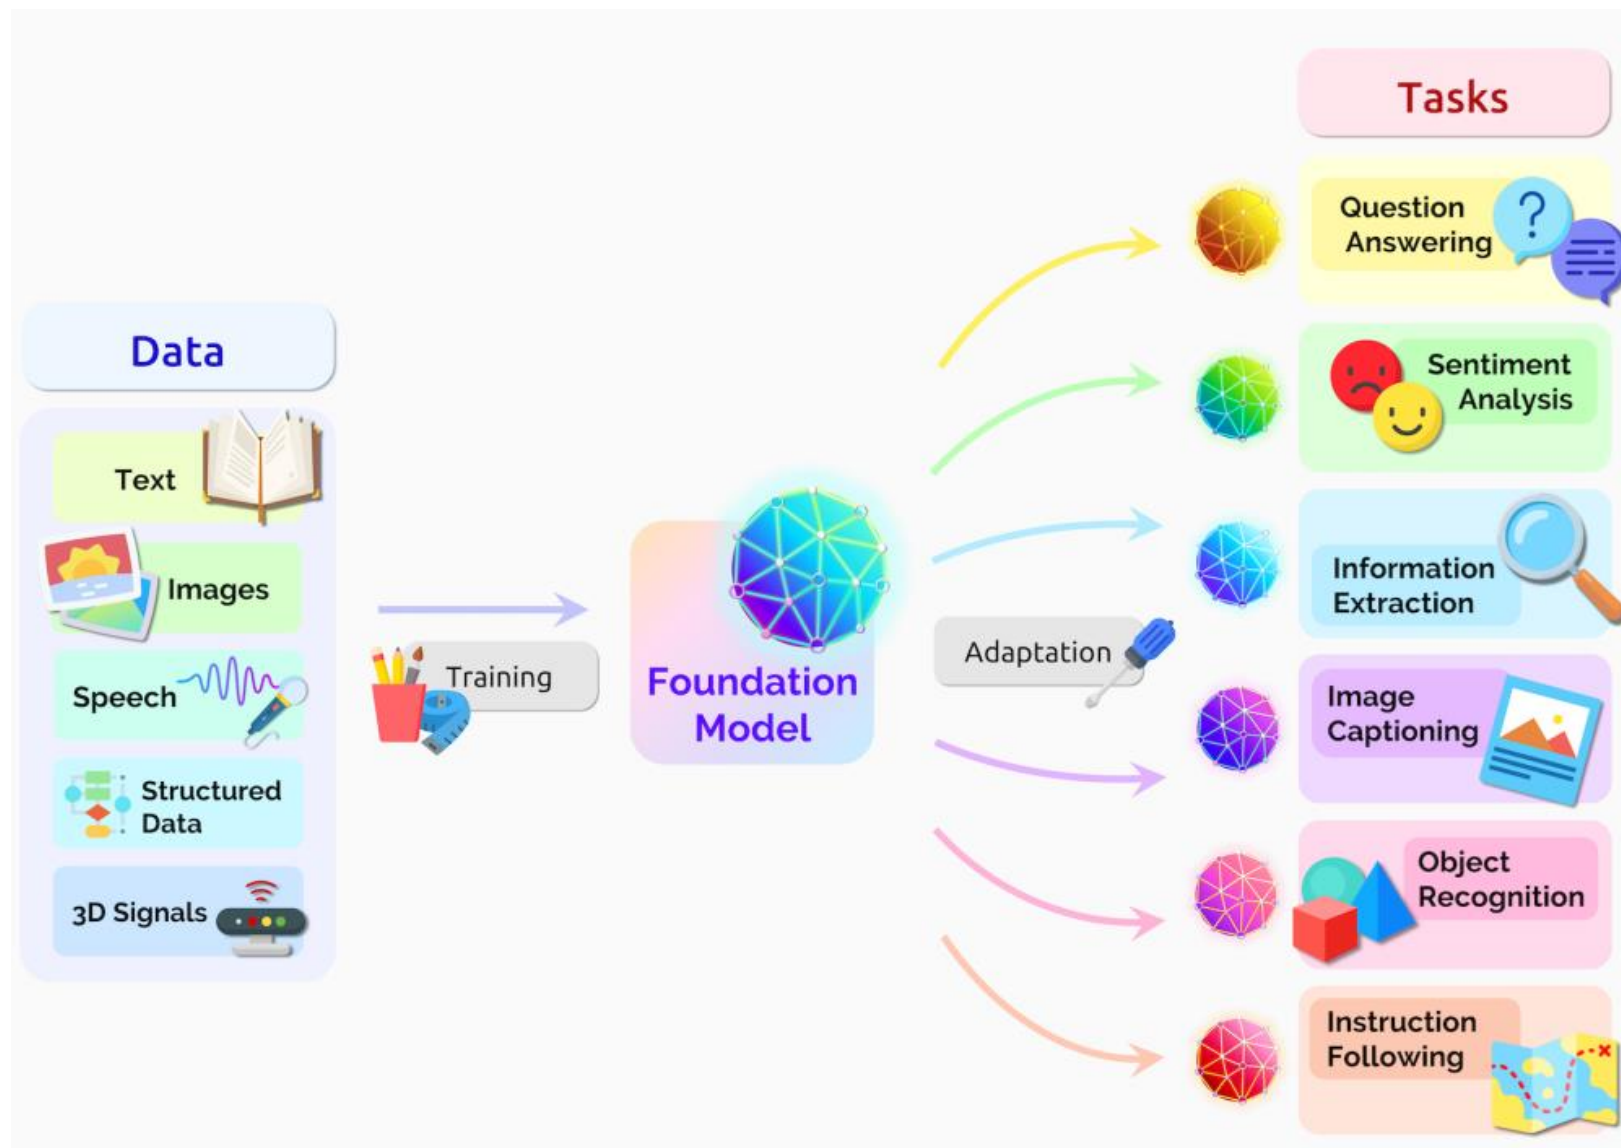 Data
Text
Images
Speech
Structured
Data
3D Signals
Training
Foundation
Model
Adaptation
Tasks
Question
Answering
Sentiment
Analysis
Information
Extraction
Image
Captioning
Object
Recognition
Instruction
Following